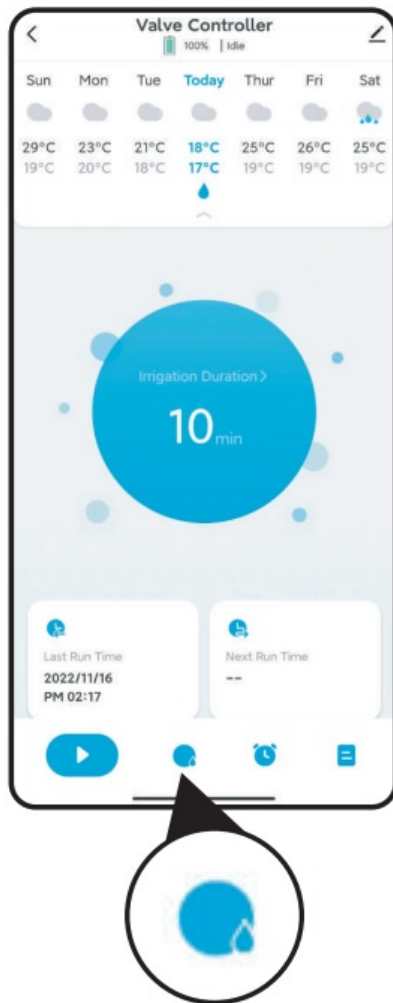 Valve Controller
100% | Idle
Sun Mon Tue Today Thur Fri Sat
29°C 23°C 21°C 18°C 25°C 26°C 25°C
19°C 20°C 18°C 17°C 19°C 19°C 19°C
Irrigation Duration >
10 min
Last Run Time Next Run Time
2022/11/16 --
PM 02:17